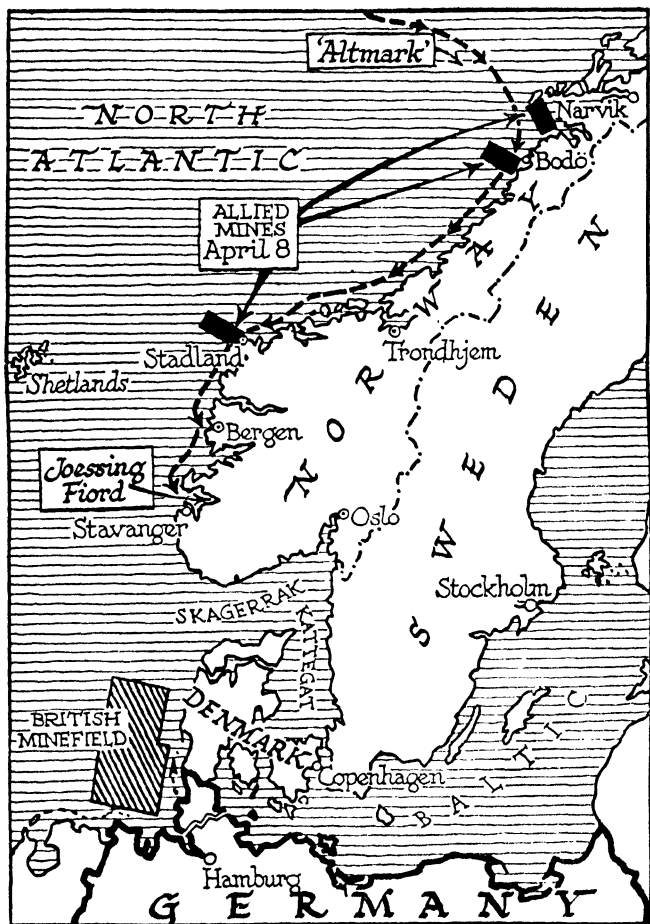 'Altmark'
NORTH
ATLANTIC
Narvik
Bodö
ALLIED
MINES
April 8
Stadland
Trondhjem
Shetlands
NORWAY
SWEDEN
Bergen
Joessing
Fiord
Stavanger
Oslo
Stockholm
SKAGERRAK
KATTEGAT
DENMARK
BRITISH
MINEFIELD
Copenhagen
BALTIC
Hamburg
GERMANY